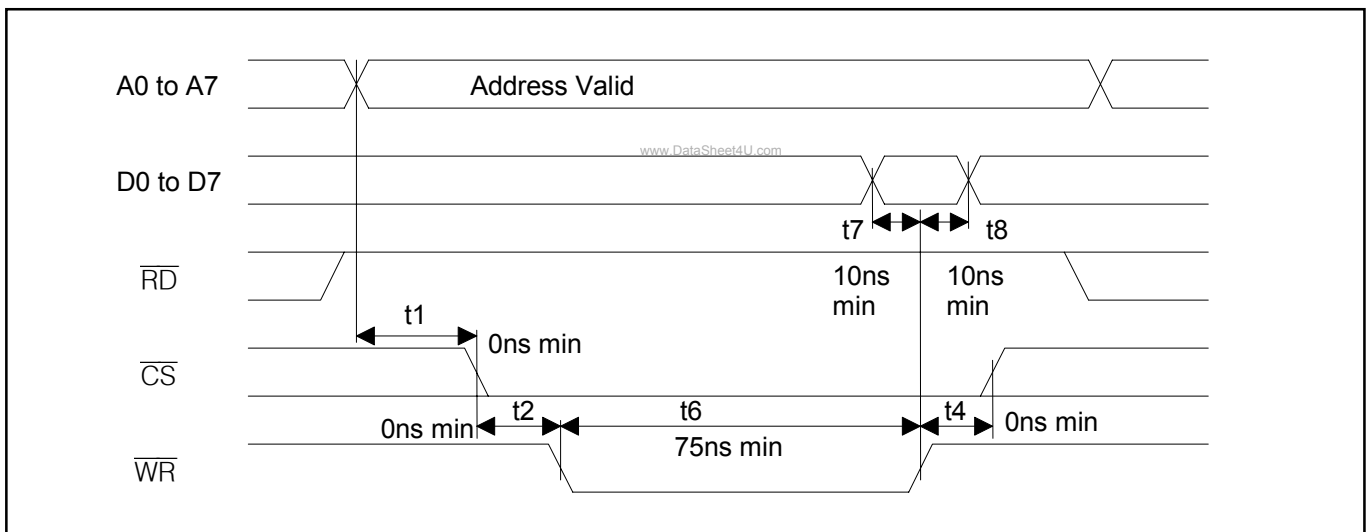 A0 to A7
Address Valid
www.DataSheet4U.com
D0 to D7
t7
t8
RD
10ns
min
10ns
min
t1
0ns min
CS
t2
t6
t4
0ns min
0ns min
75ns min
WR